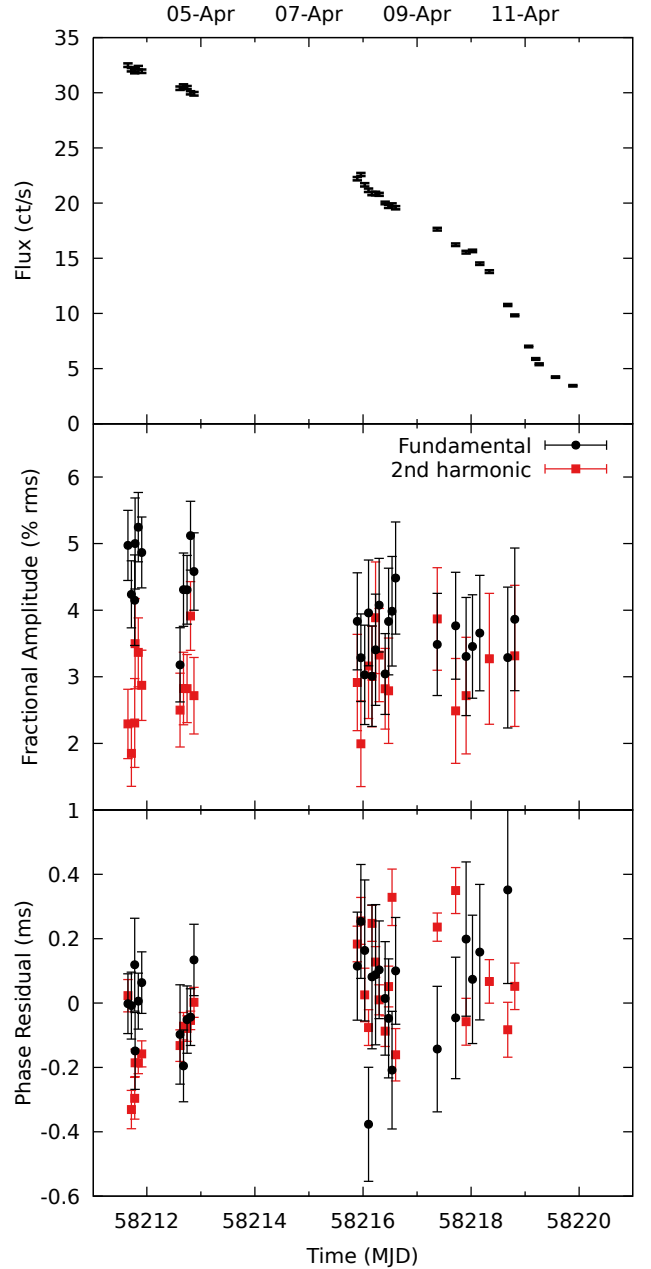 05-Apr 07-Apr 09-Apr 11-Apr
35
30
25
20
15
10
5
0
Flux (ct/s)
Fundamental
2nd harmonic
6
5
4
3
2
1
Fractional Amplitude (% rms)
0.4
0.2
0
-0.2
-0.4
-0.6
Phase Residual (ms)
58212 58214 58216 58218 58220
Time (MJD)